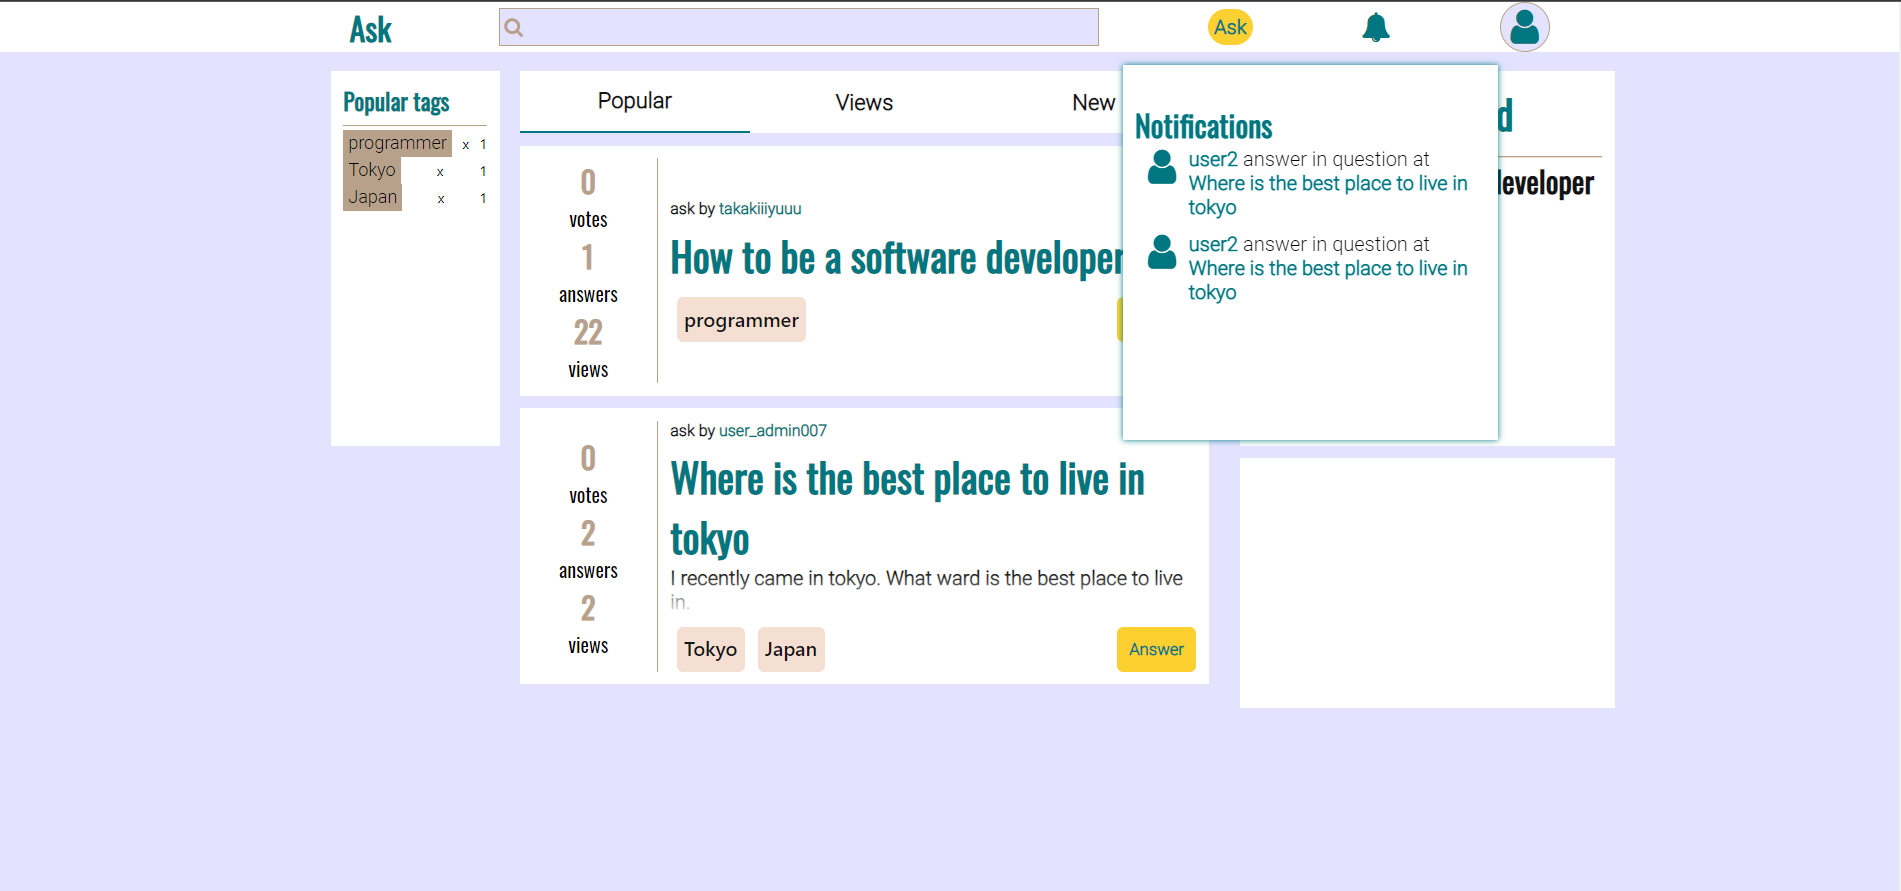 Ask
Ask
Popular tags
programmer x 1
Tokyo x 1
Japan x 1
Popular
Views
New
0
votes
1
answers
22
views
ask by takakiiiyuuu
How to be a software developer
programmer
0
votes
2
answers
2
views
ask by user_admin007
Where is the best place to live in
tokyo
I recently came in tokyo. What ward is the best place to live
in.
Tokyo
Japan
Answer
Notifications
user2 answer in question at
Where is the best place to live in
tokyo
user2 answer in question at
Where is the best place to live in
tokyo
d
developer